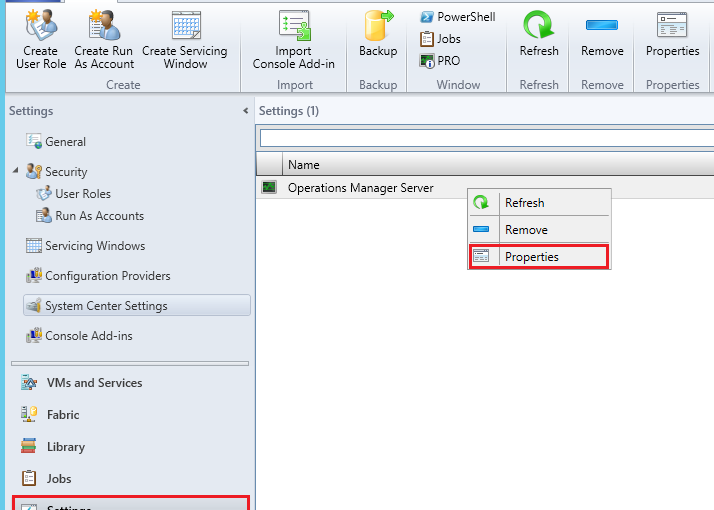 Create
User Role
Create Run
As Account
Create Servicing
Window
Import
Console Add-in
Backup
PowerShell
Jobs
PRO
Refresh
Remove
Properties
Create
Import
Backup
Window
Refresh
Remove
Properties
Settings
General
Security
User Roles
Run As Accounts
Servicing Windows
Configuration Providers
System Center Settings
Console Add-ins
VMs and Services
Fabric
Library
Jobs
Settings
Settings (1)
Name
Operations Manager Server
Refresh
Remove
Properties